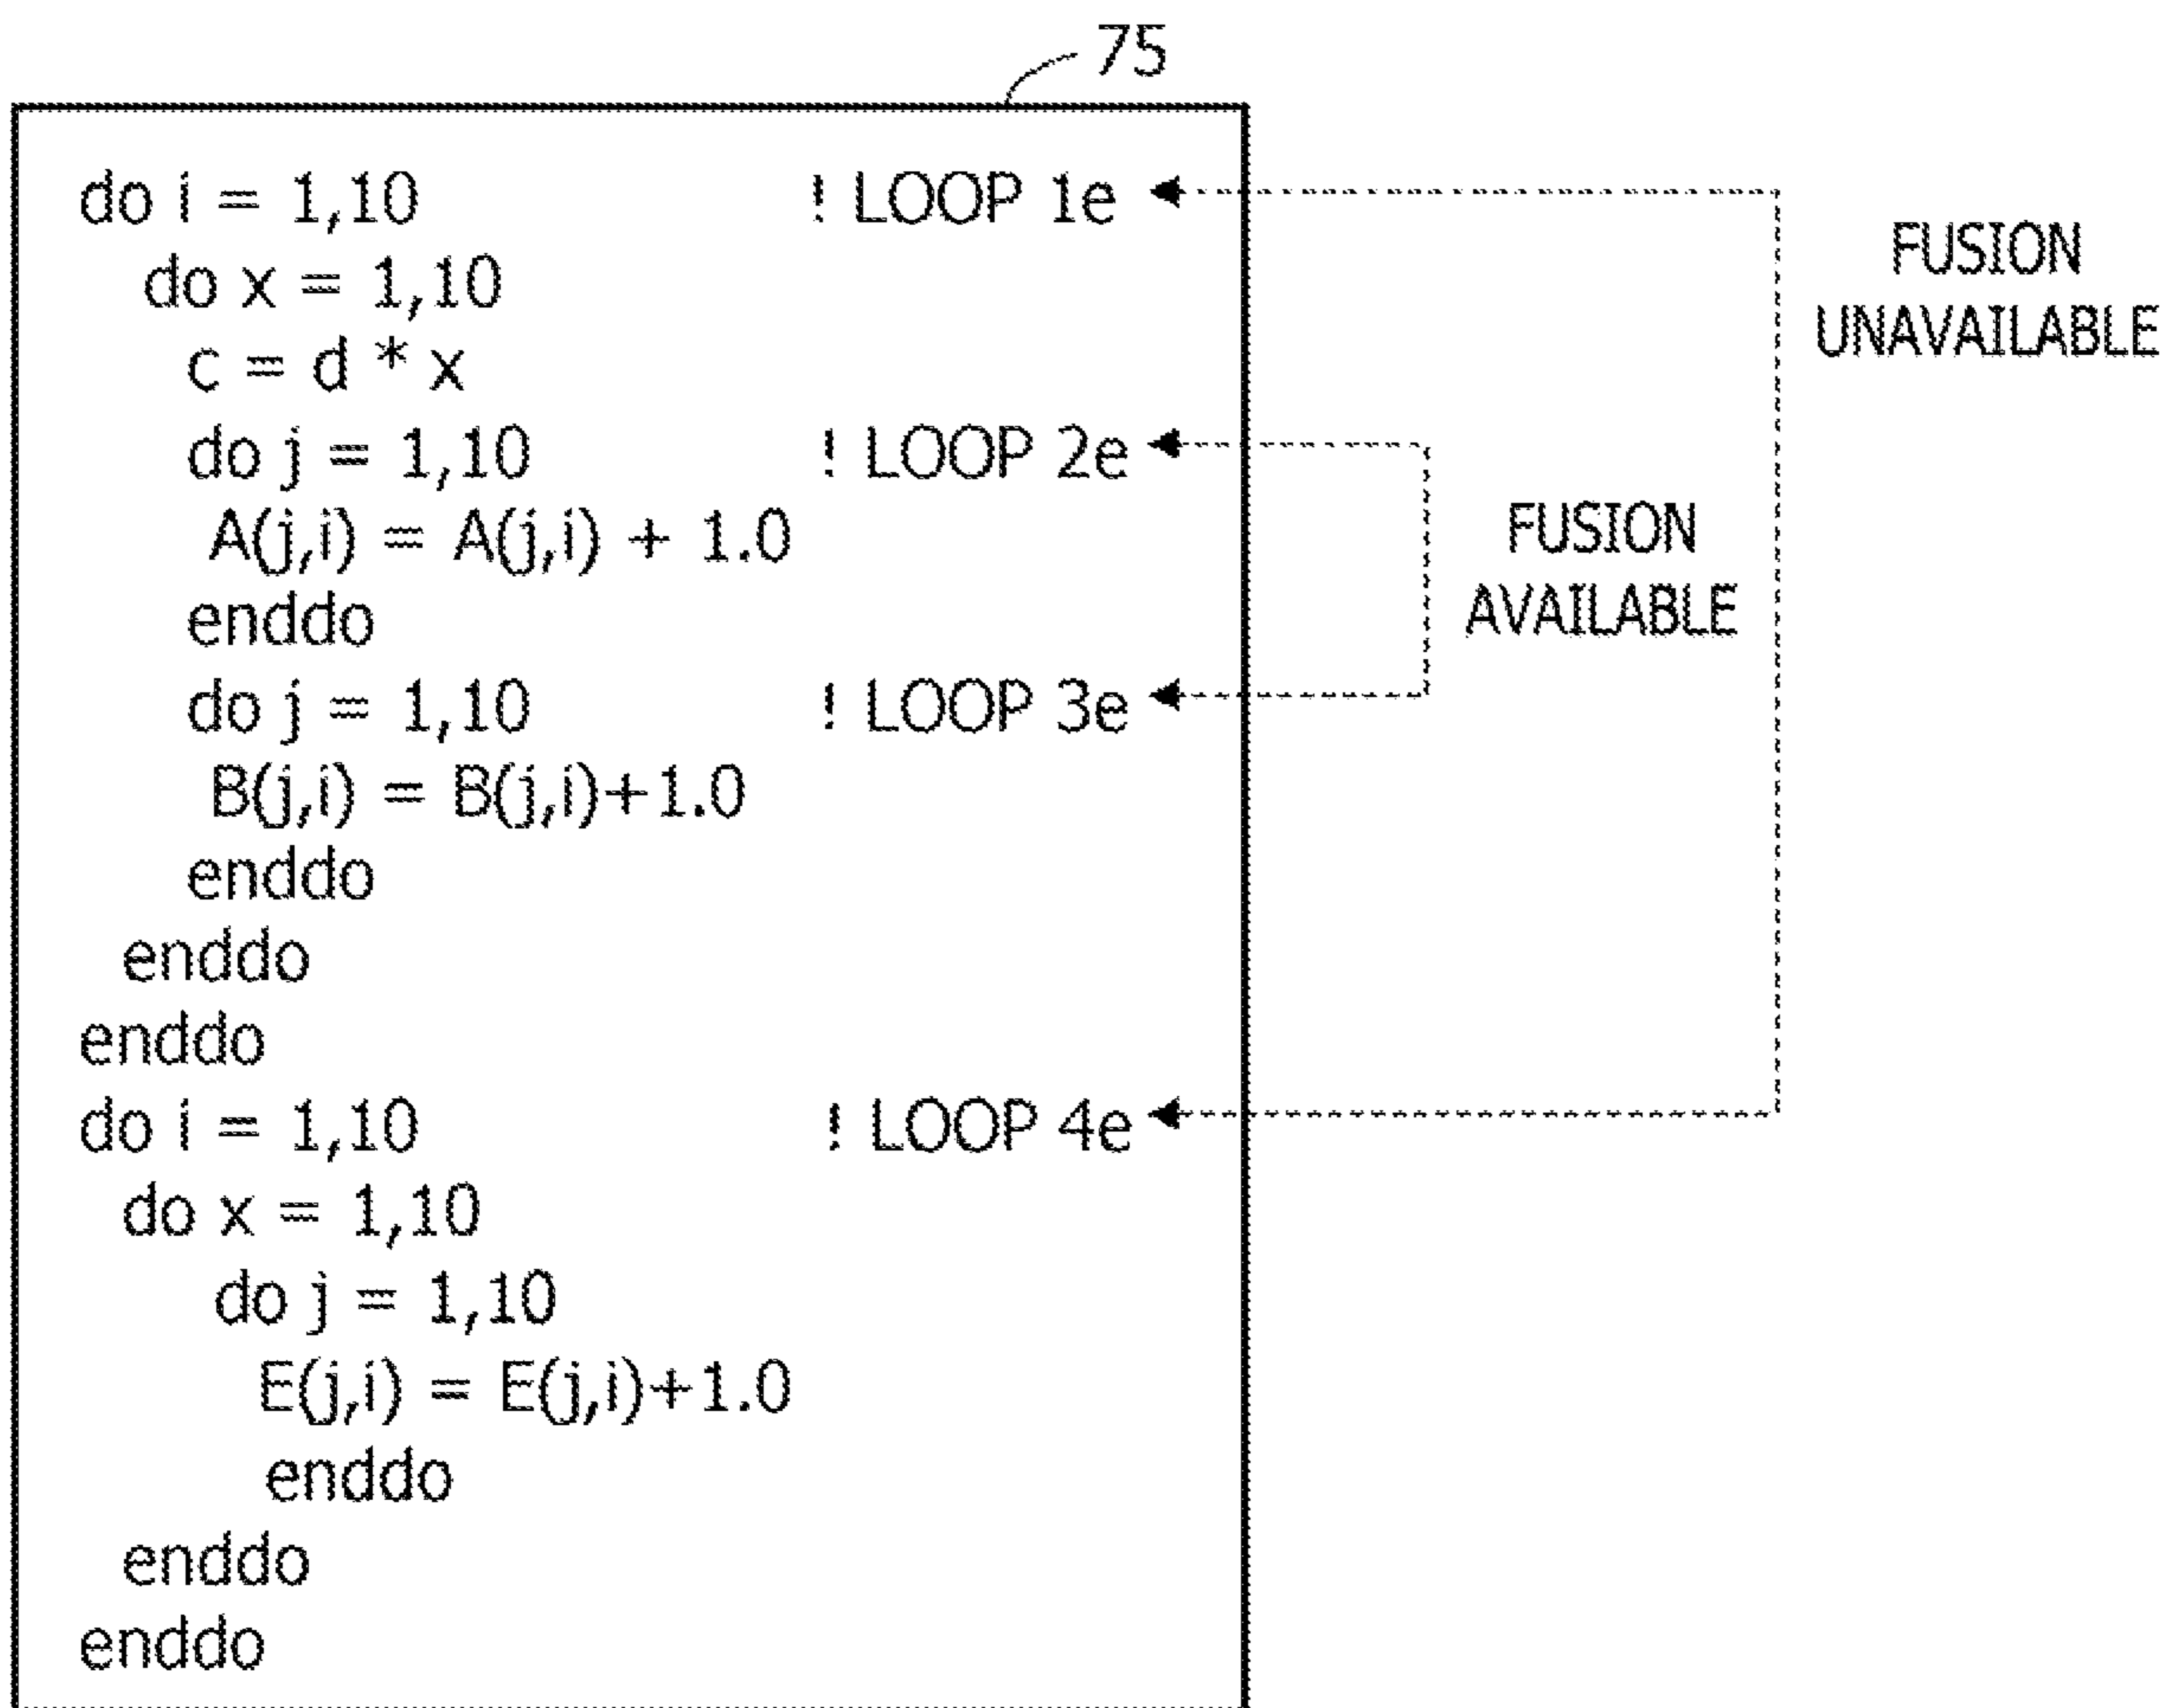 75
do i = 1,10 ! LOOP 1e
do x = 1,10
c = d * x
do j = 1,10 ! LOOP 2e
A(j,i) = A(j,i) + 1.0
enddo
do j = 1,10 ! LOOP 3e
B(j,i) = B(j,i)+1.0
enddo
enddo
enddo
do i = 1,10 ! LOOP 4e
do x = 1,10
do j = 1,10
E(j,i) = E(j,i)+1.0
enddo
enddo
enddo
FUSION
AVAILABLE
FUSION
UNAVAILABLE